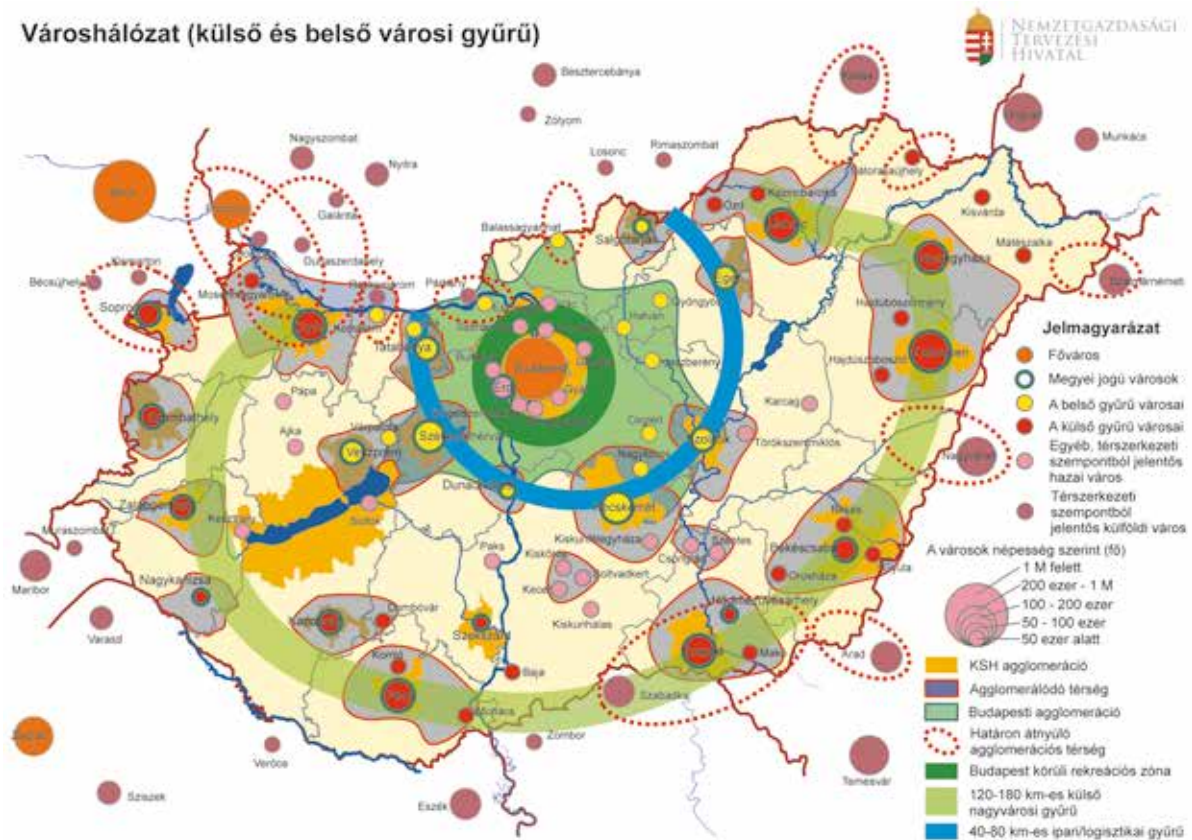 Városhálózat (külső és belső városi gyűrű)
NEMZETGAZDASÁGI
TERVEZÉSI
HIVATAL
Besztercebánya
Zólyom
Nagyszombat
Nyitra
Losonc
Rimaszombat
Munkács
Galánta
Balassagyarmat
Salgótarján
Ózd
Kazincbarcika
Kisvárda
Mátészalka
Bécsújhely
Dunaszerdahely
Sopron
Gyöngyös
Hatvan
Hajdúböszörmény
Hajdúszoboszló
Tatabánya
Pápa
Ajka
Várpalota
Veszprém
Székesfehérvár
Cegléd
Karcag
Törökszentmiklós
Szombathely
Keszthely
Siófok
Muraszombat
Maribor
Varasd
Nagykanizsa
Paks
Kiskőrös
Kecel
Soltvadkert
Kiskunhalas
Kiskunfélegyháza
Csongrád
Szentes
Békéscsaba
Gyula
Orosháza
Hódmezővásárhely
Makó
Arad
Dombóvár
Szekszárd
Komló
Baja
Mohács
Szabadka
Zombor
Verőce
Sziszek
Eszék
Temesvár
Jelmagyarázat
Főváros
Megyei jogú városok
A belső gyűrű városai
A külső gyűrű városai
Egyéb, térszerkezeti
szempontból jelentős
hazai város
Térszerkezeti
szempontból
jelentős külföldi város
A városok népesség szerint (fő)
1 M felett
200 ezer - 1 M
100 - 200 ezer
50 - 100 ezer
50 ezer alatt
KSH agglomeráció
Agglomerálódó térség
Budapesti agglomeráció
Határon átnyúló
agglomerációs térség
Budapest körüli rekreációs zóna
120-180 km-es külső
nagyvárosi gyűrű
40-80 km-es ipari/logisztikai gyűrű